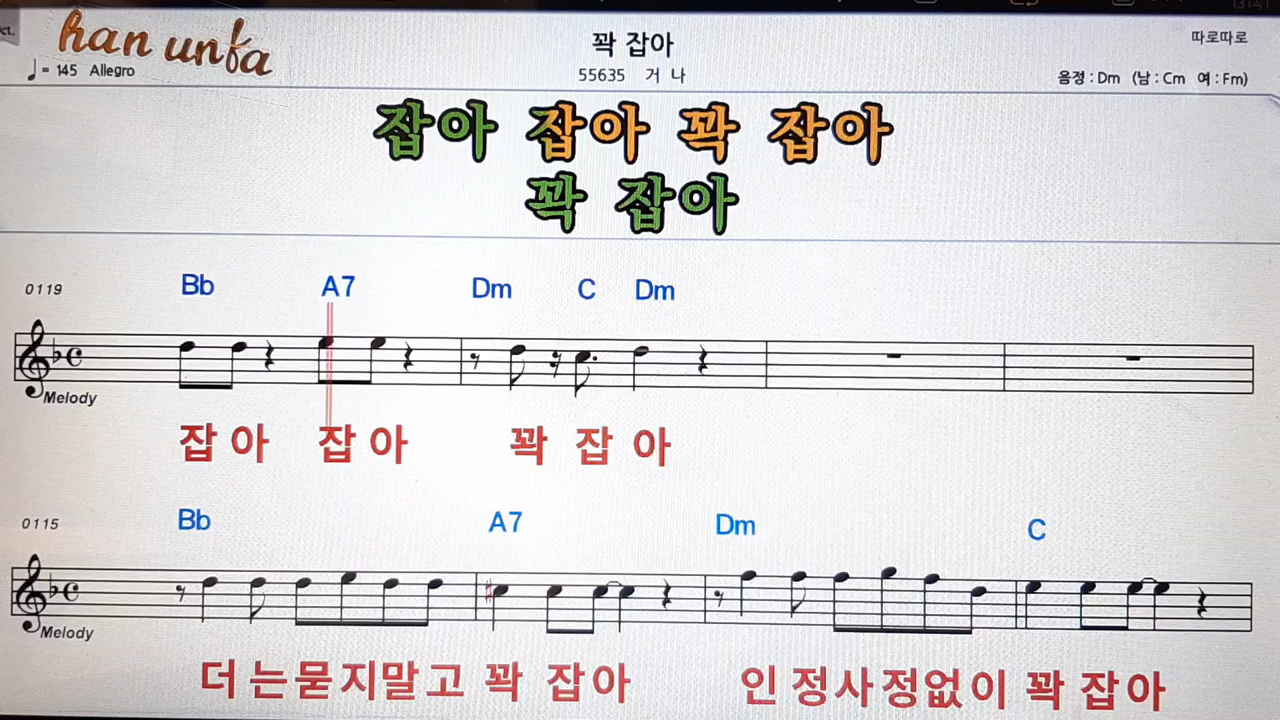 ct.
han unfa
꽉 잡아
따로따로
♩= 145 Allegro
55635 거 나
음정 : Dm (남 : Cm 여 : Fm)
잡아 잡아 꽉 잡아
꽉 잡아
0119 Bb A7 Dm C Dm
Melody
잡 아 잡 아 꽉 잡 아
0115 Bb A7 Dm C
Melody
더 는 묻 지 말 고 꽉 잡 아 인 정 사 정 없 이 꽉 잡 아